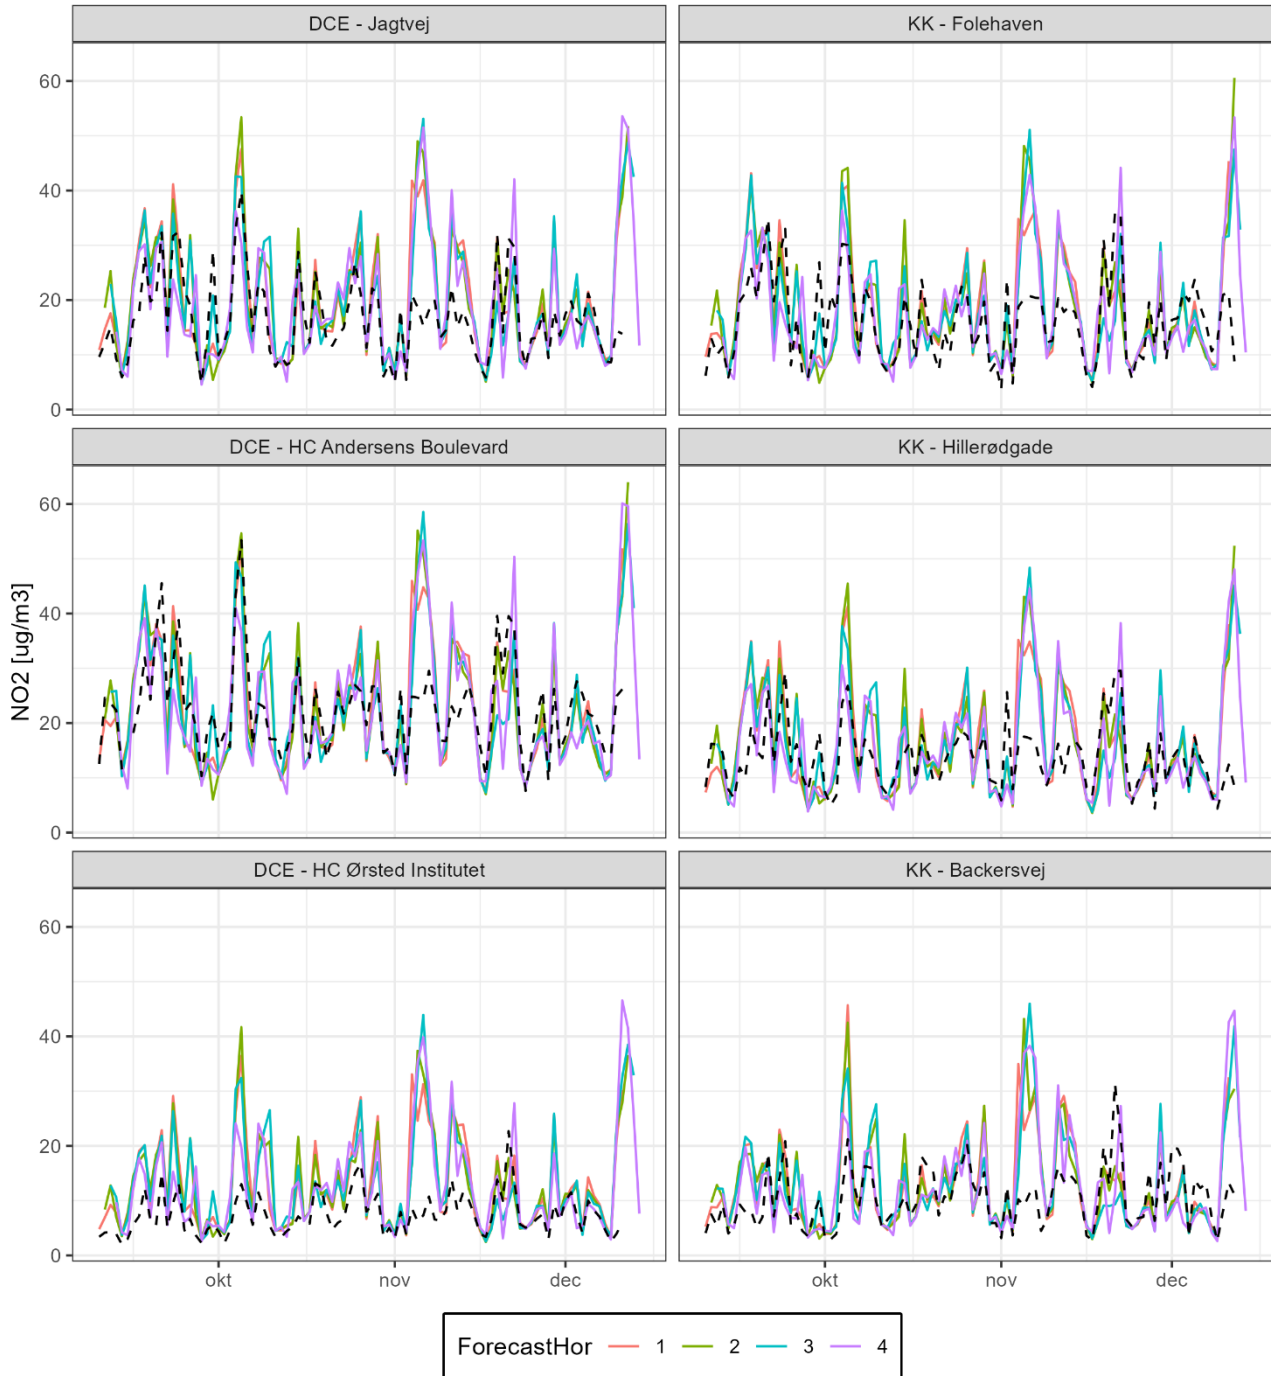 DCE - Jagtvej
KK - Folehaven
60
40
20
0
DCE - HC Andersens Boulevard
KK - Hillerødgade
60
40
20
0
NO2 [ug/m3]
DCE - HC Ørsted Institutet
KK - Backersvej
60
40
20
0
okt nov dec
okt nov dec
ForecastHor 1 2 3 4